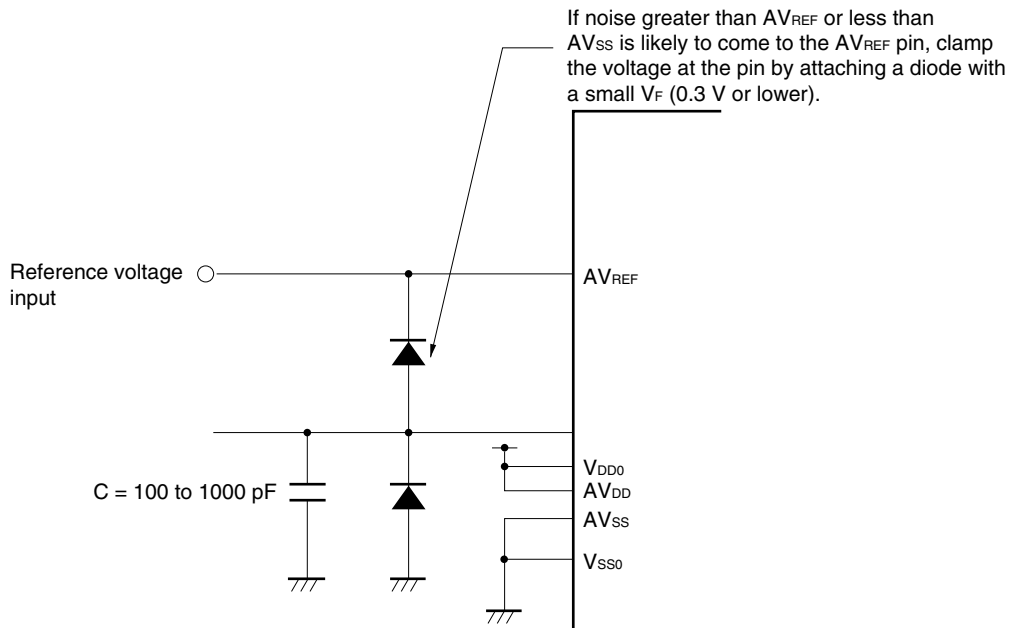 If noise greater than AVREF or less than
AVSS is likely to come to the AVREF pin, clamp
the voltage at the pin by attaching a diode with
a small VF (0.3 V or lower).
Reference voltage
input
AVREF
C = 100 to 1000 pF
VDD0
AVDD
AVSS
VSS0